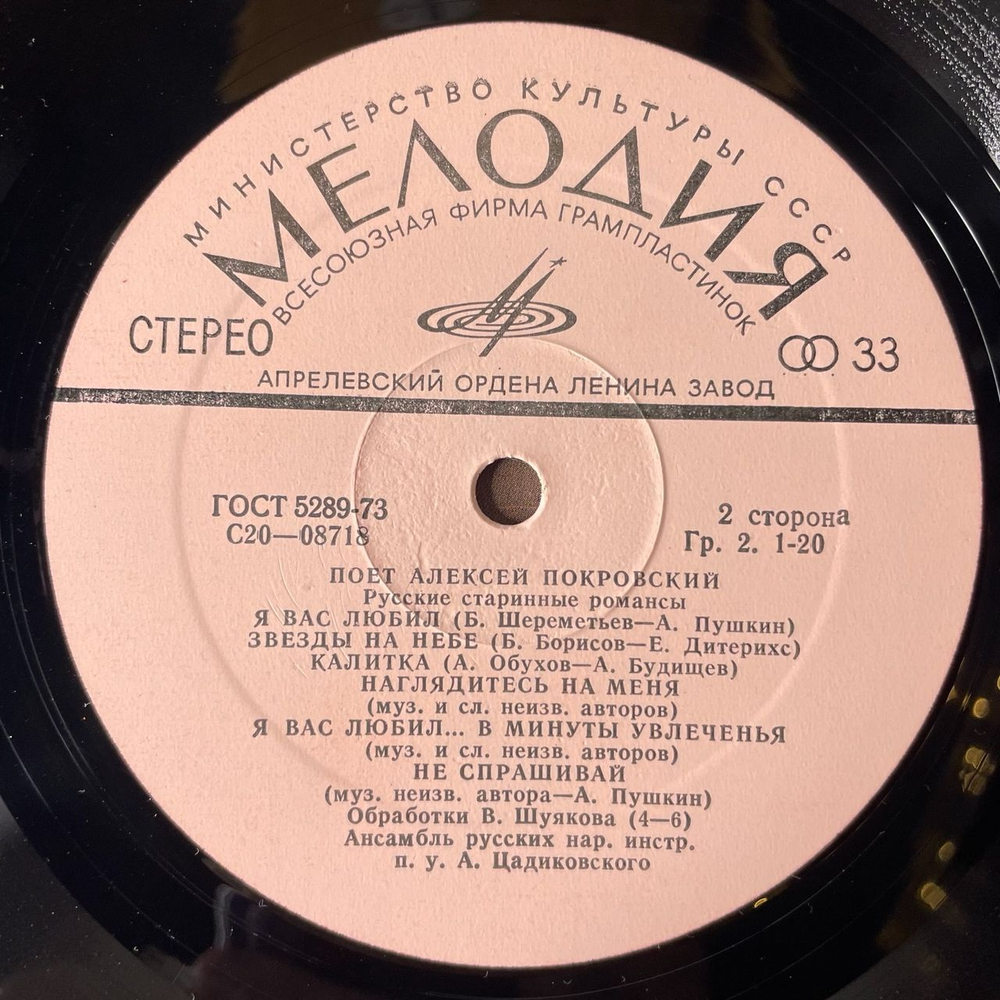 МИНИСТЕРСТВО КУЛЬТУРЫ СССР
МЕЛОДИЯ
ВСЕСОЮЗНАЯ ФИРМА ГРАМПЛАСТИНОК
СТЕРЕО
33
АПРЕЛЕВСКИЙ ОРДЕНА ЛЕНИНА ЗАВОД
ГОСТ 5289-73
С20—08718
2 сторона
Гр. 2. 1-20
ПОЕТ АЛЕКСЕЙ ПОКРОВСКИЙ
Русские старинные романсы
Я ВАС ЛЮБИЛ (Б. Шереметьев—А. Пушкин)
ЗВЕЗДЫ НА НЕБЕ (Б. Борисов—Е. Дитерихс)
КАЛИТКА (А. Обухов—А. Будищев)
НАГЛЯДИТЕСЬ НА МЕНЯ
(муз. и сл. неизв. авторов)
Я ВАС ЛЮБИЛ... В МИНУТЫ УВЛЕЧЕНЬЯ
(муз. и сл. неизв. авторов)
НЕ СПРАШИВАЙ
(муз. неизв. автора—А. Пушкин)
Обработки В. Шуякова (4—6)
Ансамбль русских нар. инстр.
п. у. А. Цадиковского